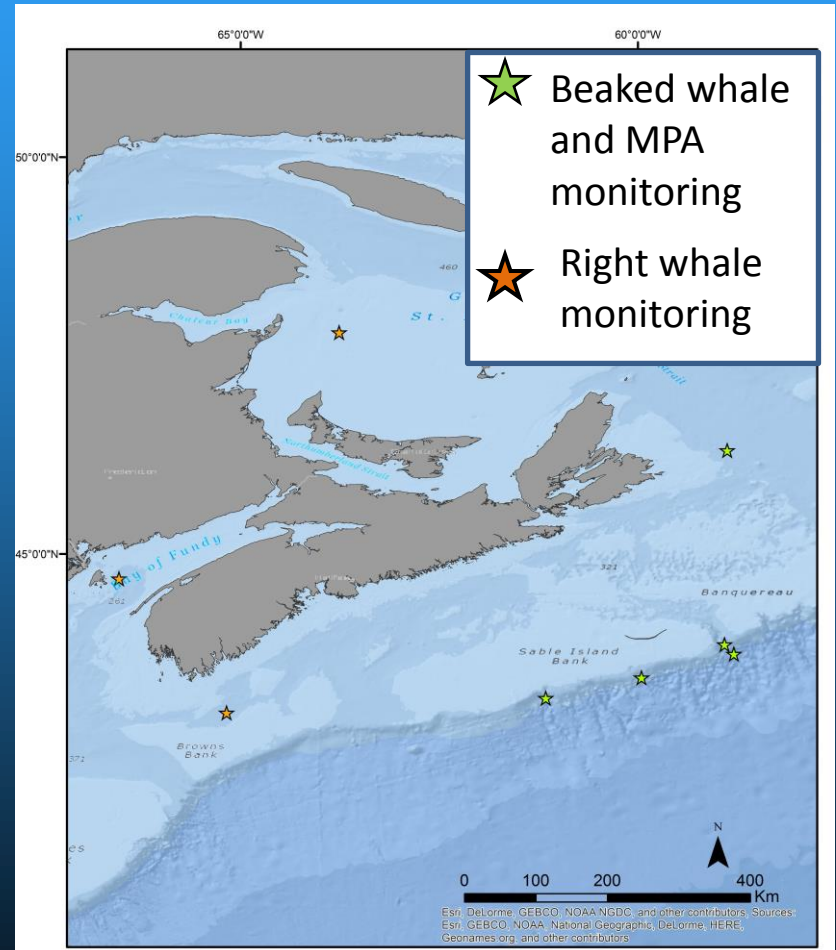 65°0'0"W
60°0'0"W
Beaked whale
and MPA
monitoring
Right whale
monitoring
50°0'0"N
460
G
St.
Chaleur Bay
Northumberland Strait
Fredericton
45°0'0"N
Bay of Fundy
261
321
Banquereau
Sable Island
Bank
Browns
Bank
371
es
N
0 100 200 400
Km
Esri, DeLorme, GEBCO, NOAA NGDC, and other contributors, Sources:
Esri, GEBCO, NOAA, National Geographic, DeLorme, HERE,
Geonames.org, and other contributors